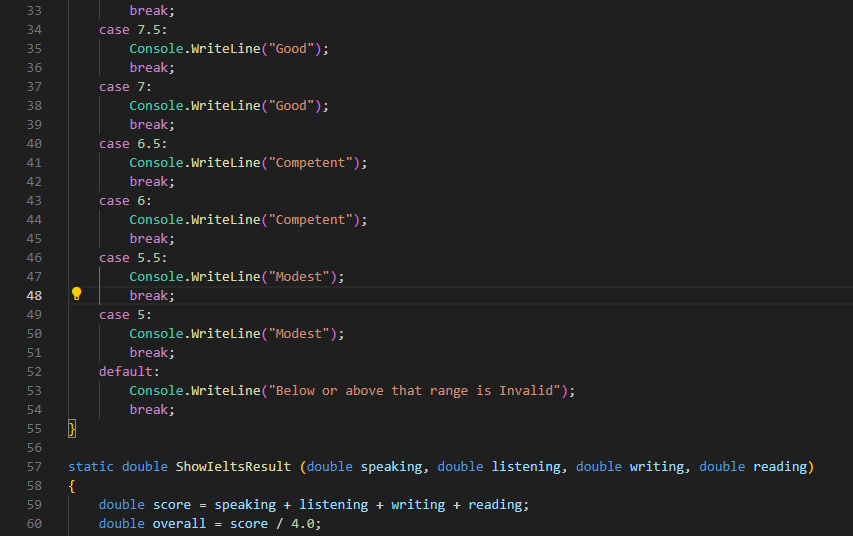 33 break;
34 case 7.5:
35 Console.WriteLine("Good");
36 break;
37 case 7:
38 Console.WriteLine("Good");
39 break;
40 case 6.5:
41 Console.WriteLine("Competent");
42 break;
43 case 6:
44 Console.WriteLine("Competent");
45 break;
46 case 5.5:
47 Console.WriteLine("Modest");
48 break;
49 case 5:
50 Console.WriteLine("Modest");
51 break;
52 default:
53 Console.WriteLine("Below or above that range is Invalid");
54 break;
55 }
56
57 static double ShowIeltsResult (double speaking, double listening, double writing, double reading)
58 {
59 double score = speaking + listening + writing + reading;
60 double overall = score / 4.0;